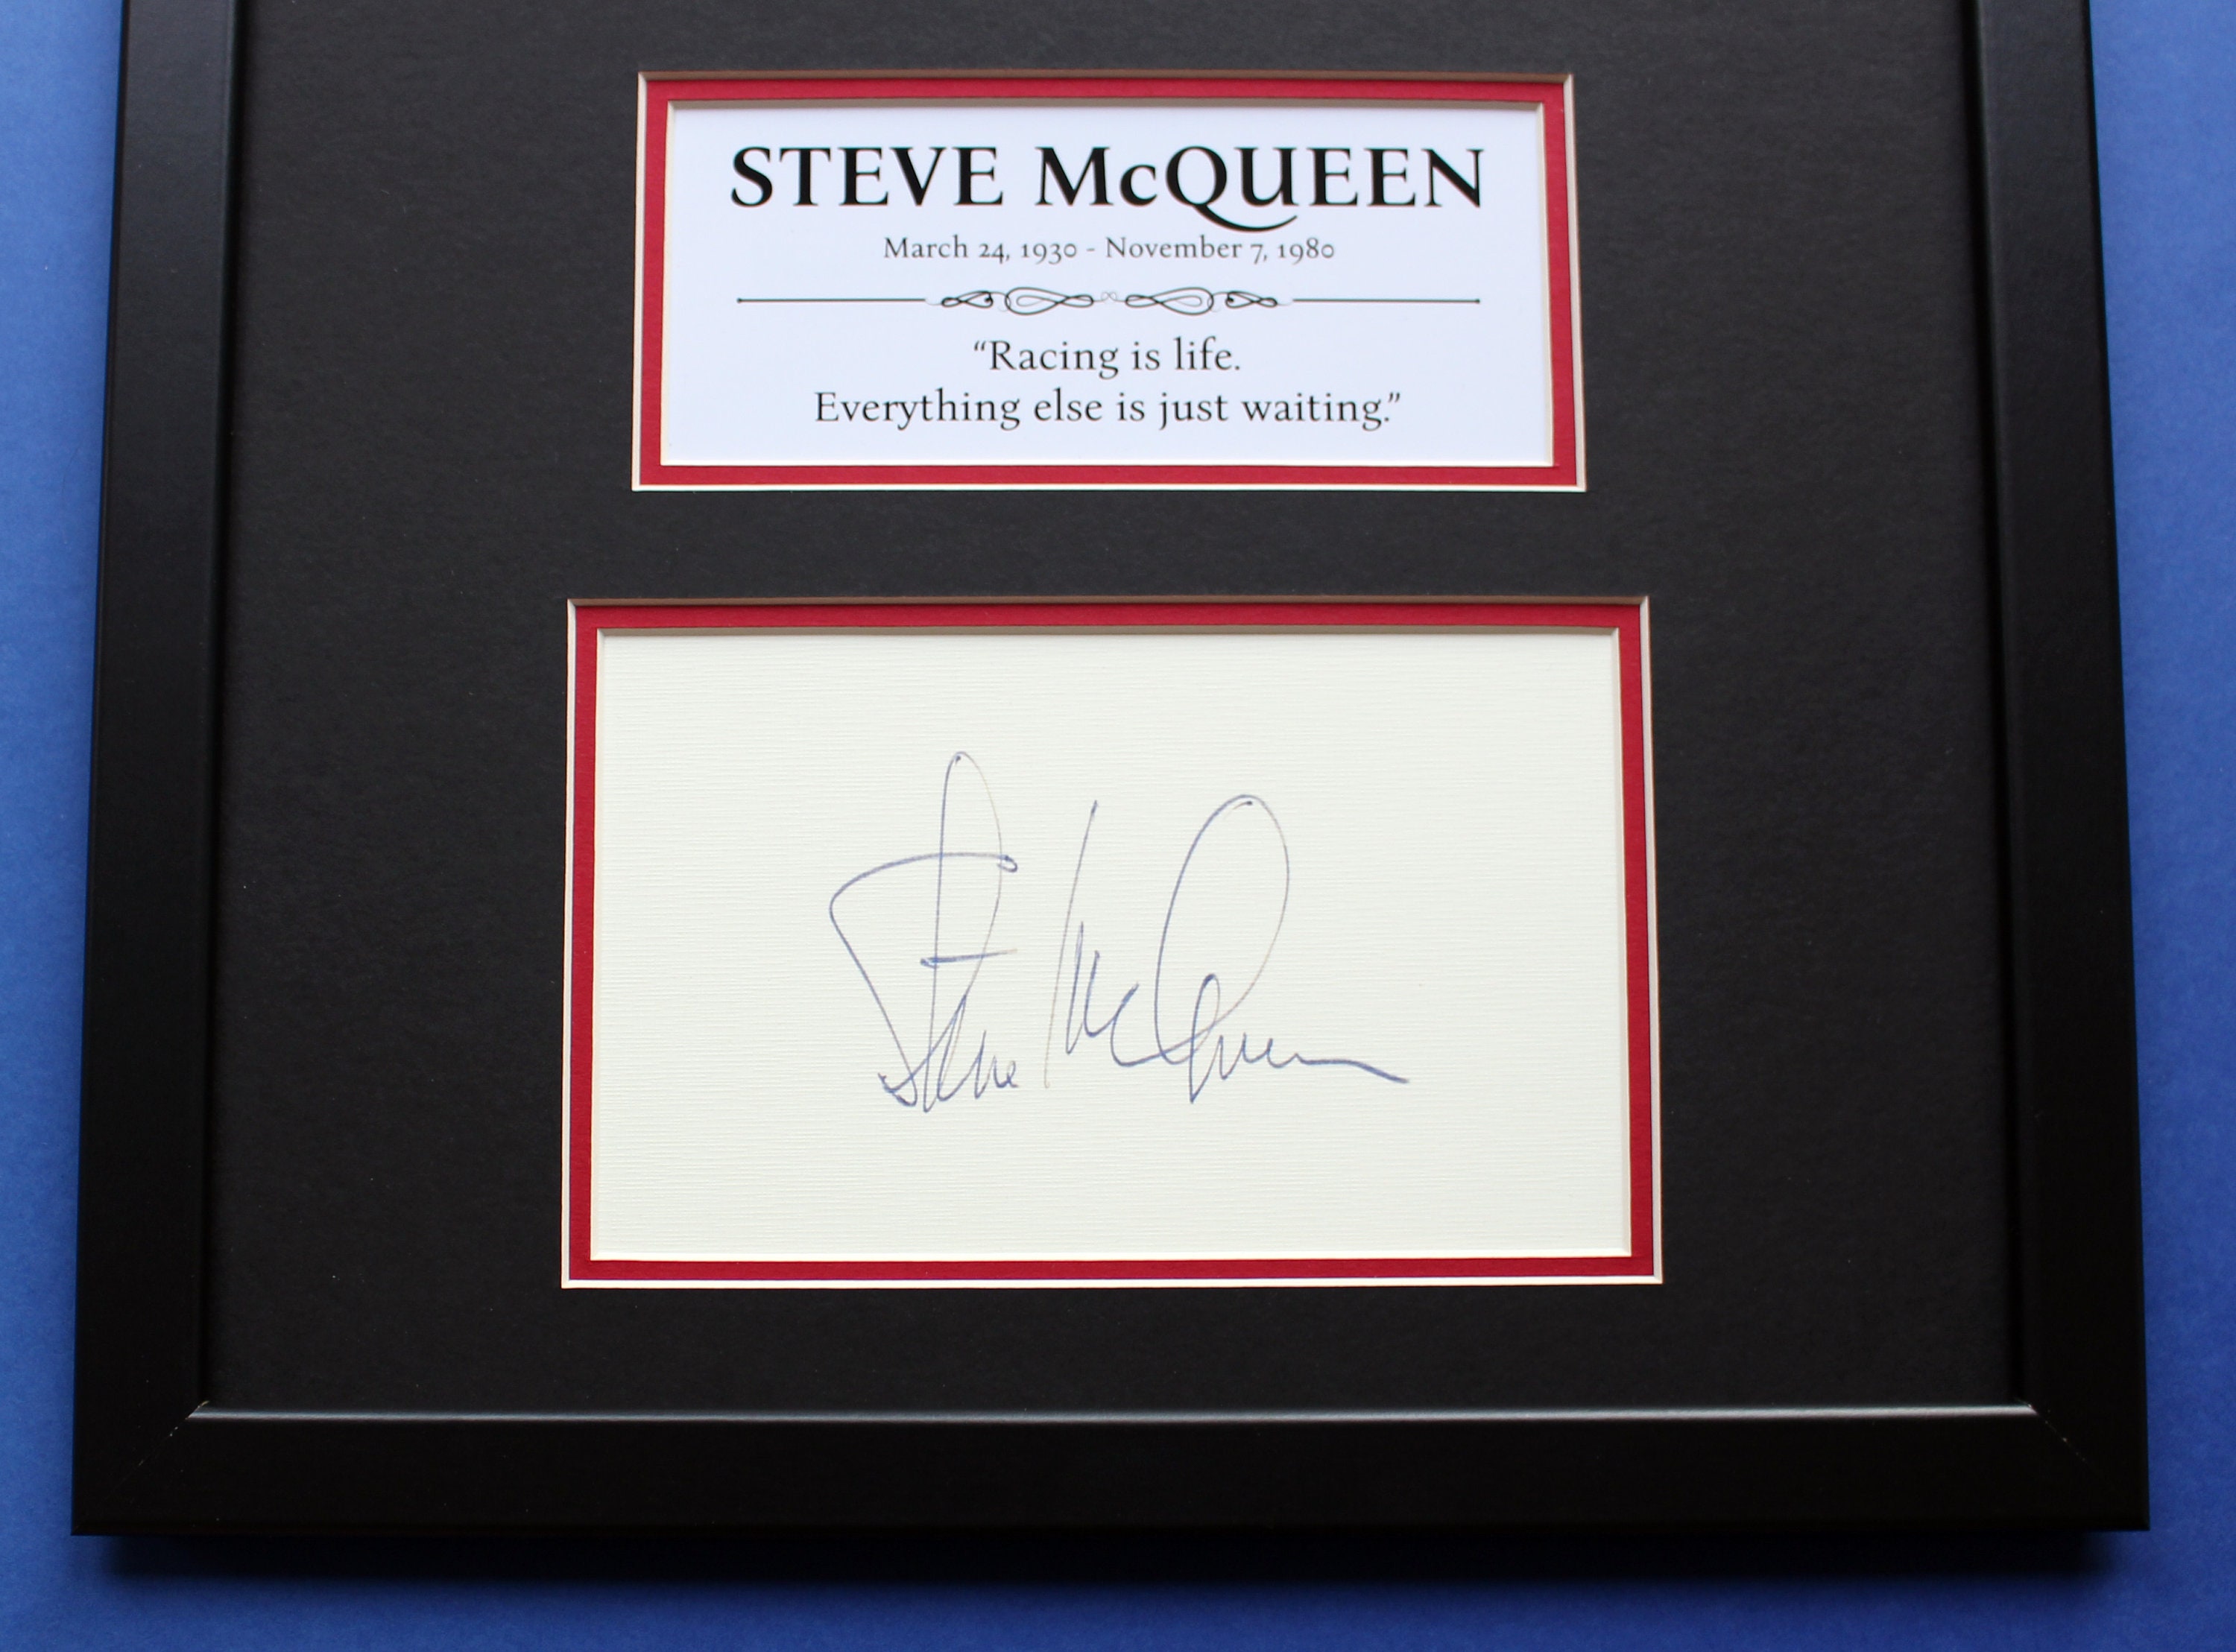 STEVE McQUEEN
March 24, 1930 - November 7, 1980
“Racing is life.
Everything else is just waiting.”
Steve McQueen